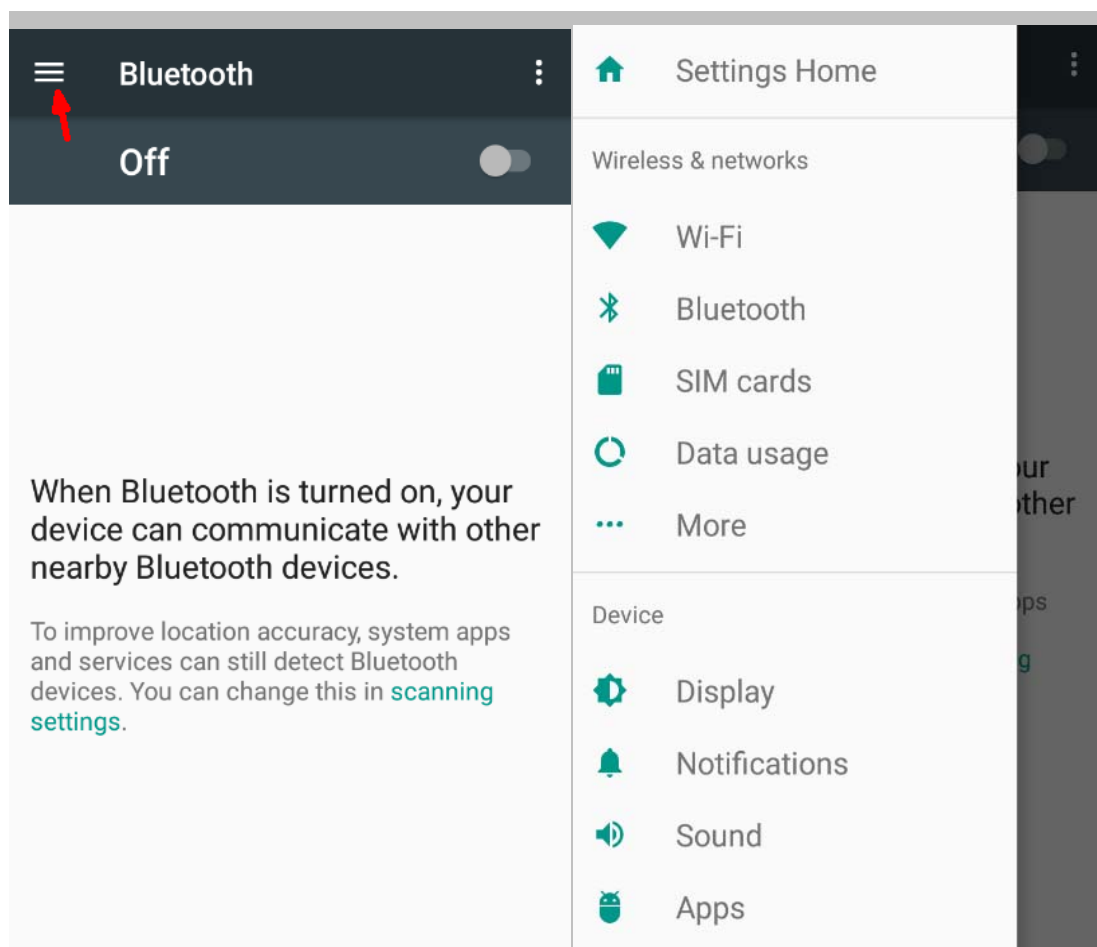 Bluetooth
Off
When Bluetooth is turned on, your
device can communicate with other
nearby Bluetooth devices.
To improve location accuracy, system apps
and services can still detect Bluetooth
devices. You can change this in scanning
settings.
Settings Home
Wireless & networks
Wi-Fi
Bluetooth
SIM cards
Data usage
More
Device
Display
Notifications
Sound
Apps
other